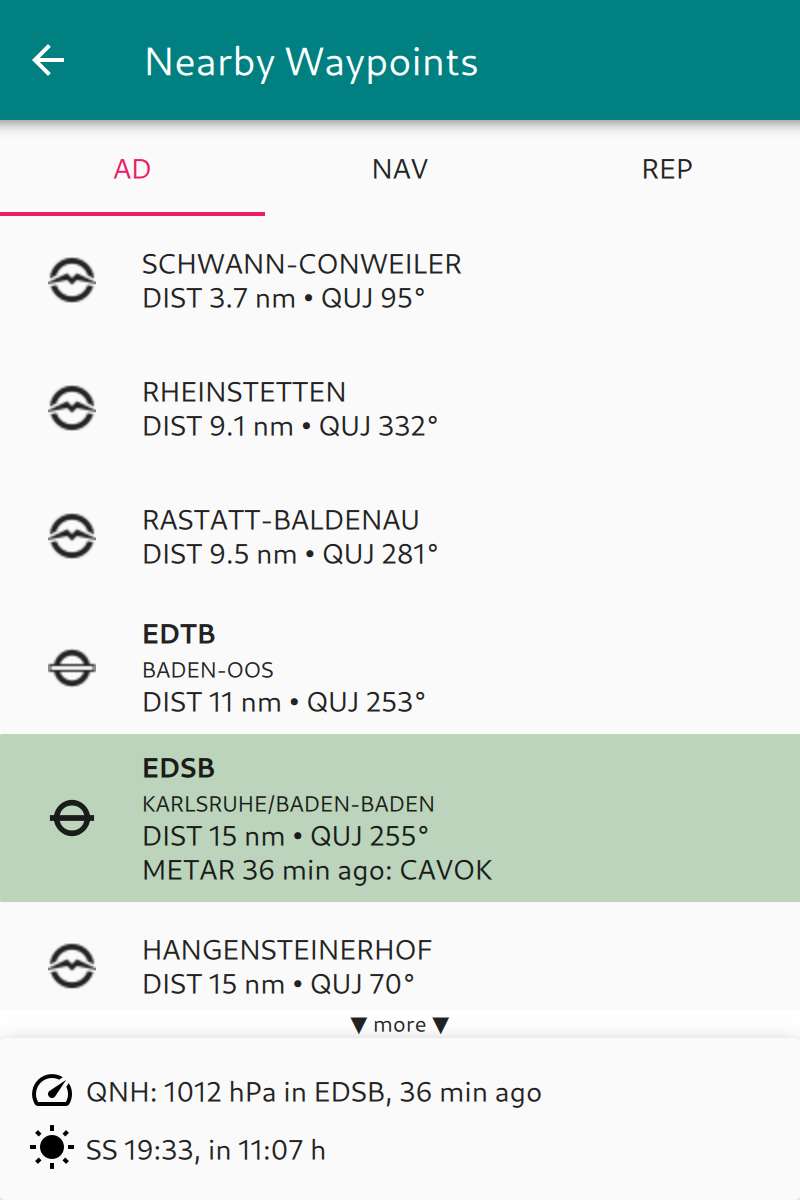 Nearby Waypoints
AD
NAV
REP
SCHWANN-CONWEILER
DIST 3.7 nm • QUJ 95°
RHEINSTETTEN
DIST 9.1 nm • QUJ 332°
RASTATT-BALDENAU
DIST 9.5 nm • QUJ 281°
EDTB
BADEN-OOS
DIST 11 nm • QUJ 253°
EDSB
KARLSRUHE/BADEN-BADEN
DIST 15 nm • QUJ 255°
METAR 36 min ago: CAVOK
HANGENSTEINERHOF
DIST 15 nm • QUJ 70°
▼ more ▼
QNH: 1012 hPa in EDSB, 36 min ago
SS 19:33, in 11:07 h